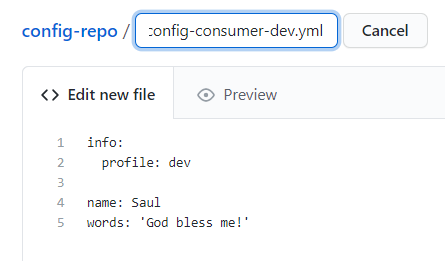 config-repo / config-consumer-dev.yml Cancel
<> Edit new file Preview
1 info:
2 profile: dev
3
4 name: Saul
5 words: 'God bless me!'